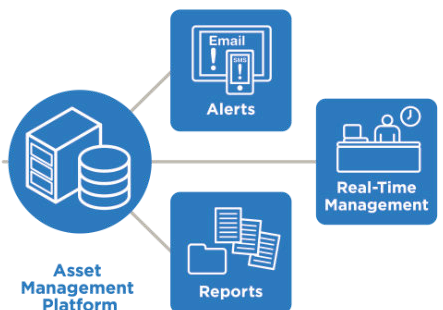 Email
SMS
Alerts
Real-Time
Management
Asset
Management
Platform
Reports